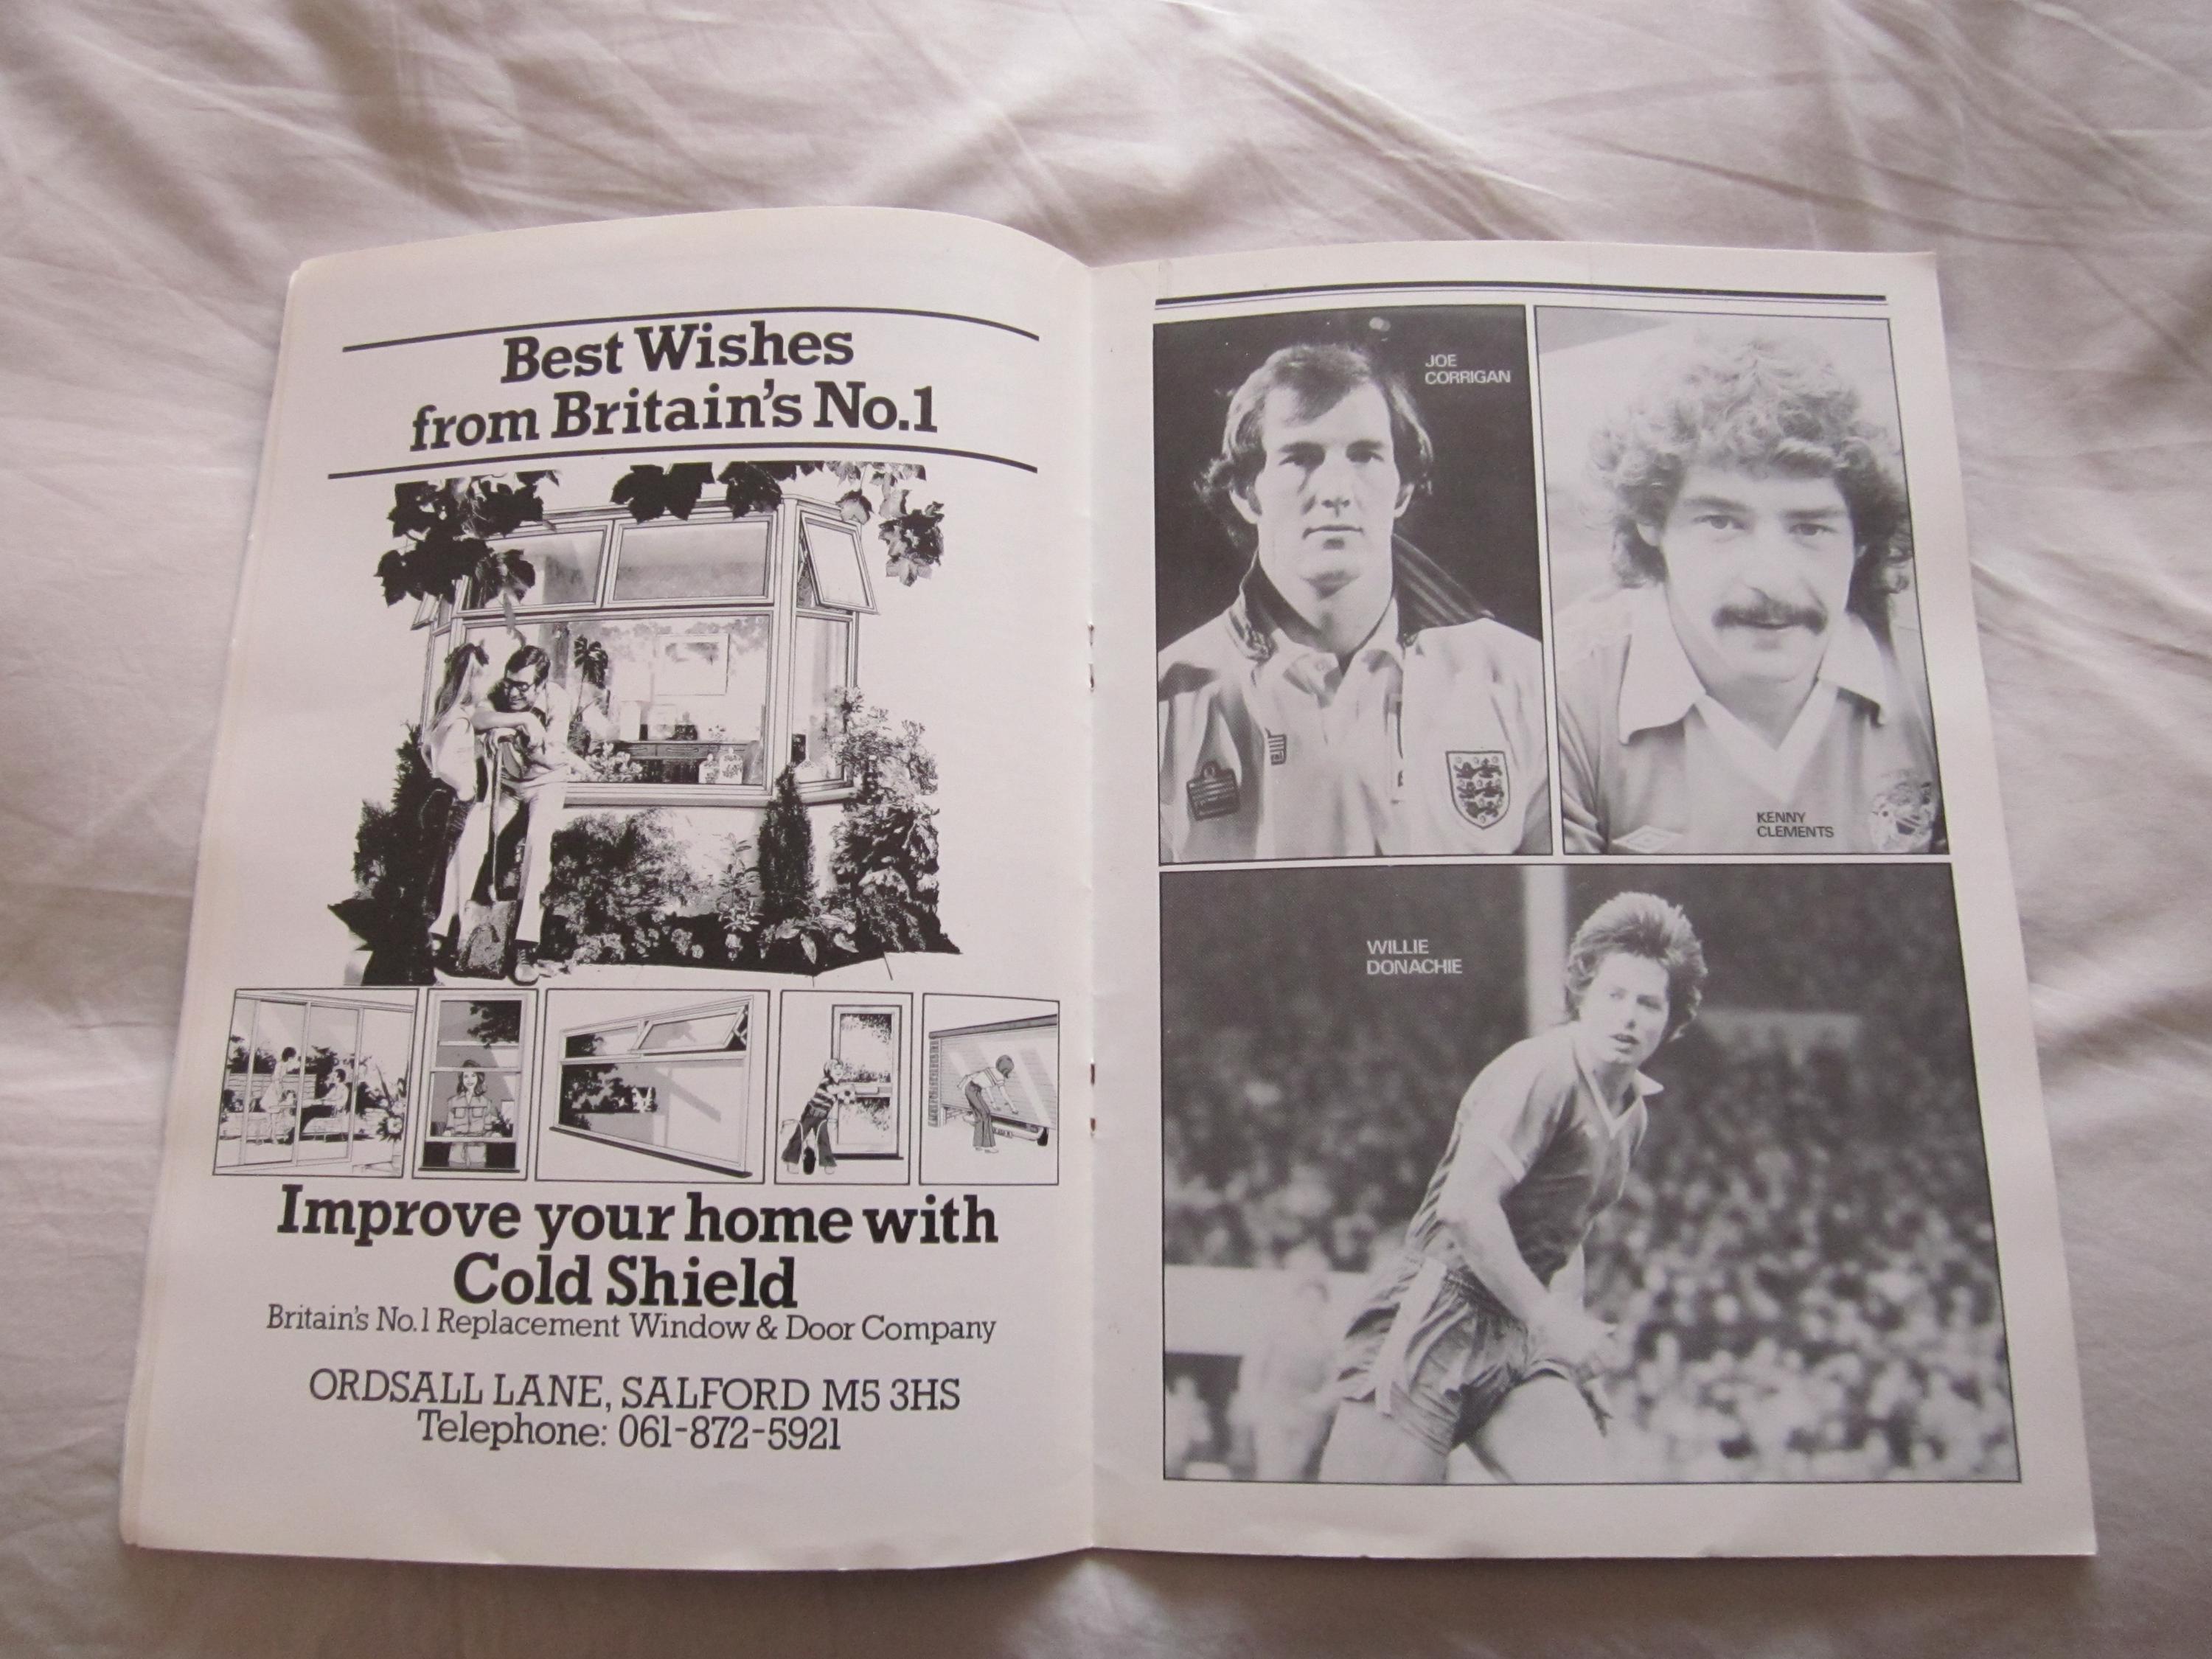 Best Wishes
from Britain's No.1
Improve your home with
Cold Shield
Britain's No.1 Replacement Window & Door Company
ORDSALL LANE, SALFORD M5 3HS
Telephone: 061-872-5921
JOE
CORRIGAN
KENNY
CLEMENTS
WILLIE
DONACHIE